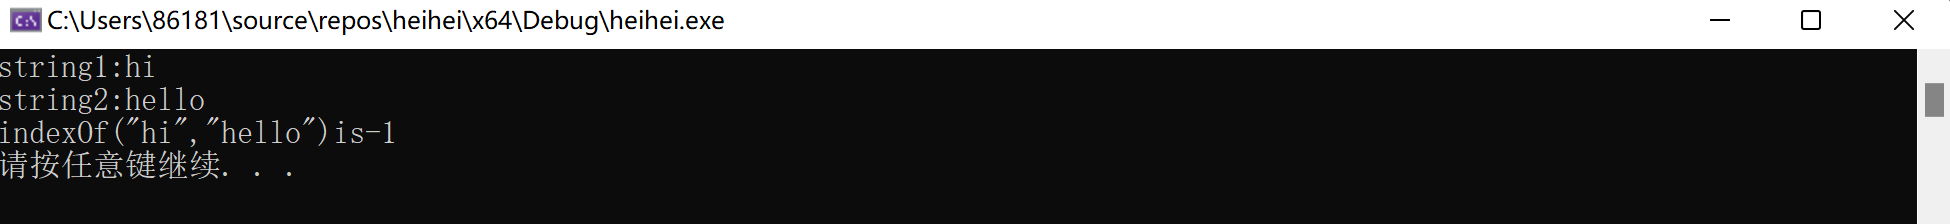 C:\Users\86181\source\repos\heihei\x64\Debug\heihei.exe
string1:hi
string2:hello
indexOf("hi","hello")is-1
请按任意键继续. . .